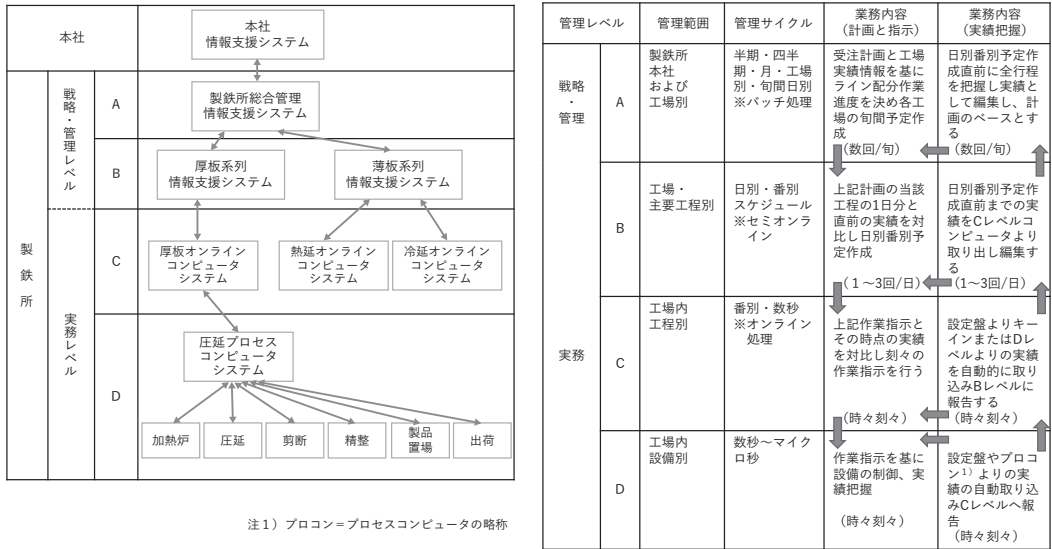 本社
本社
情報支援システム
製鉄所
戦略・管理レベル
実務レベル
A
製鉄所総合管理
情報支援システム
B
厚板系列
情報支援システム
薄板系列
情報支援システム
C
厚板オンライン
コンピュータ
システム
熱延オンライン
コンピュータ
システム
冷延オンライン
コンピュータ
システム
D
圧延プロセス
コンピュータ
システム
加熱炉
圧延
剪断
精整
製品
置場
出荷
注１）プロコン＝プロセスコンピュータの略称
管理レベル
管理範囲
管理サイクル
業務内容
（計画と指示）
業務内容
（実績把握）
戦略
・
管理
A
製鉄所
本社
および
工場別
半期・四半
期・月・工場
別・旬間日別
※バッチ処理
受注計画と工場
実績情報を基に
ライン配分作業
進度を決め各工
場の旬間予定作
成
（数回/旬）
日別番別予定作
成直前に全行程
を把握し実績と
して編集し、計
画のベースとす
る
（数回/旬）
B
工場・
主要工程別
日別・番別
スケジュール
※セミオンラ
イン
上記計画の当該
工程の1日分と
直前の実績を対
比し日別番別予
定作成
（１～3回/日）
日別番別予定作
成直前までの実
績をCレベルコ
ンピュータより
取り出し編集す
る
（1～3回/日）
実務
C
工場内
工程別
番別・数秒
※オンライン
処理
上記作業指示と
その時点の実績
を対比し刻々の
作業指示を行う
（時々刻々）
設定盤よりキー
インまたはDレ
ベルよりの実績
を自動的に取り
込みBレベルに
報告する
（時々刻々）
D
工場内
設備別
数秒～マイク
ロ秒
作業指示を基に
設備の制御、実
績把握
（時々刻々）
設定盤やプロコ
ン¹⁾よりの実
績の自動取り込
みCレベルへ報
告
（時々刻々）